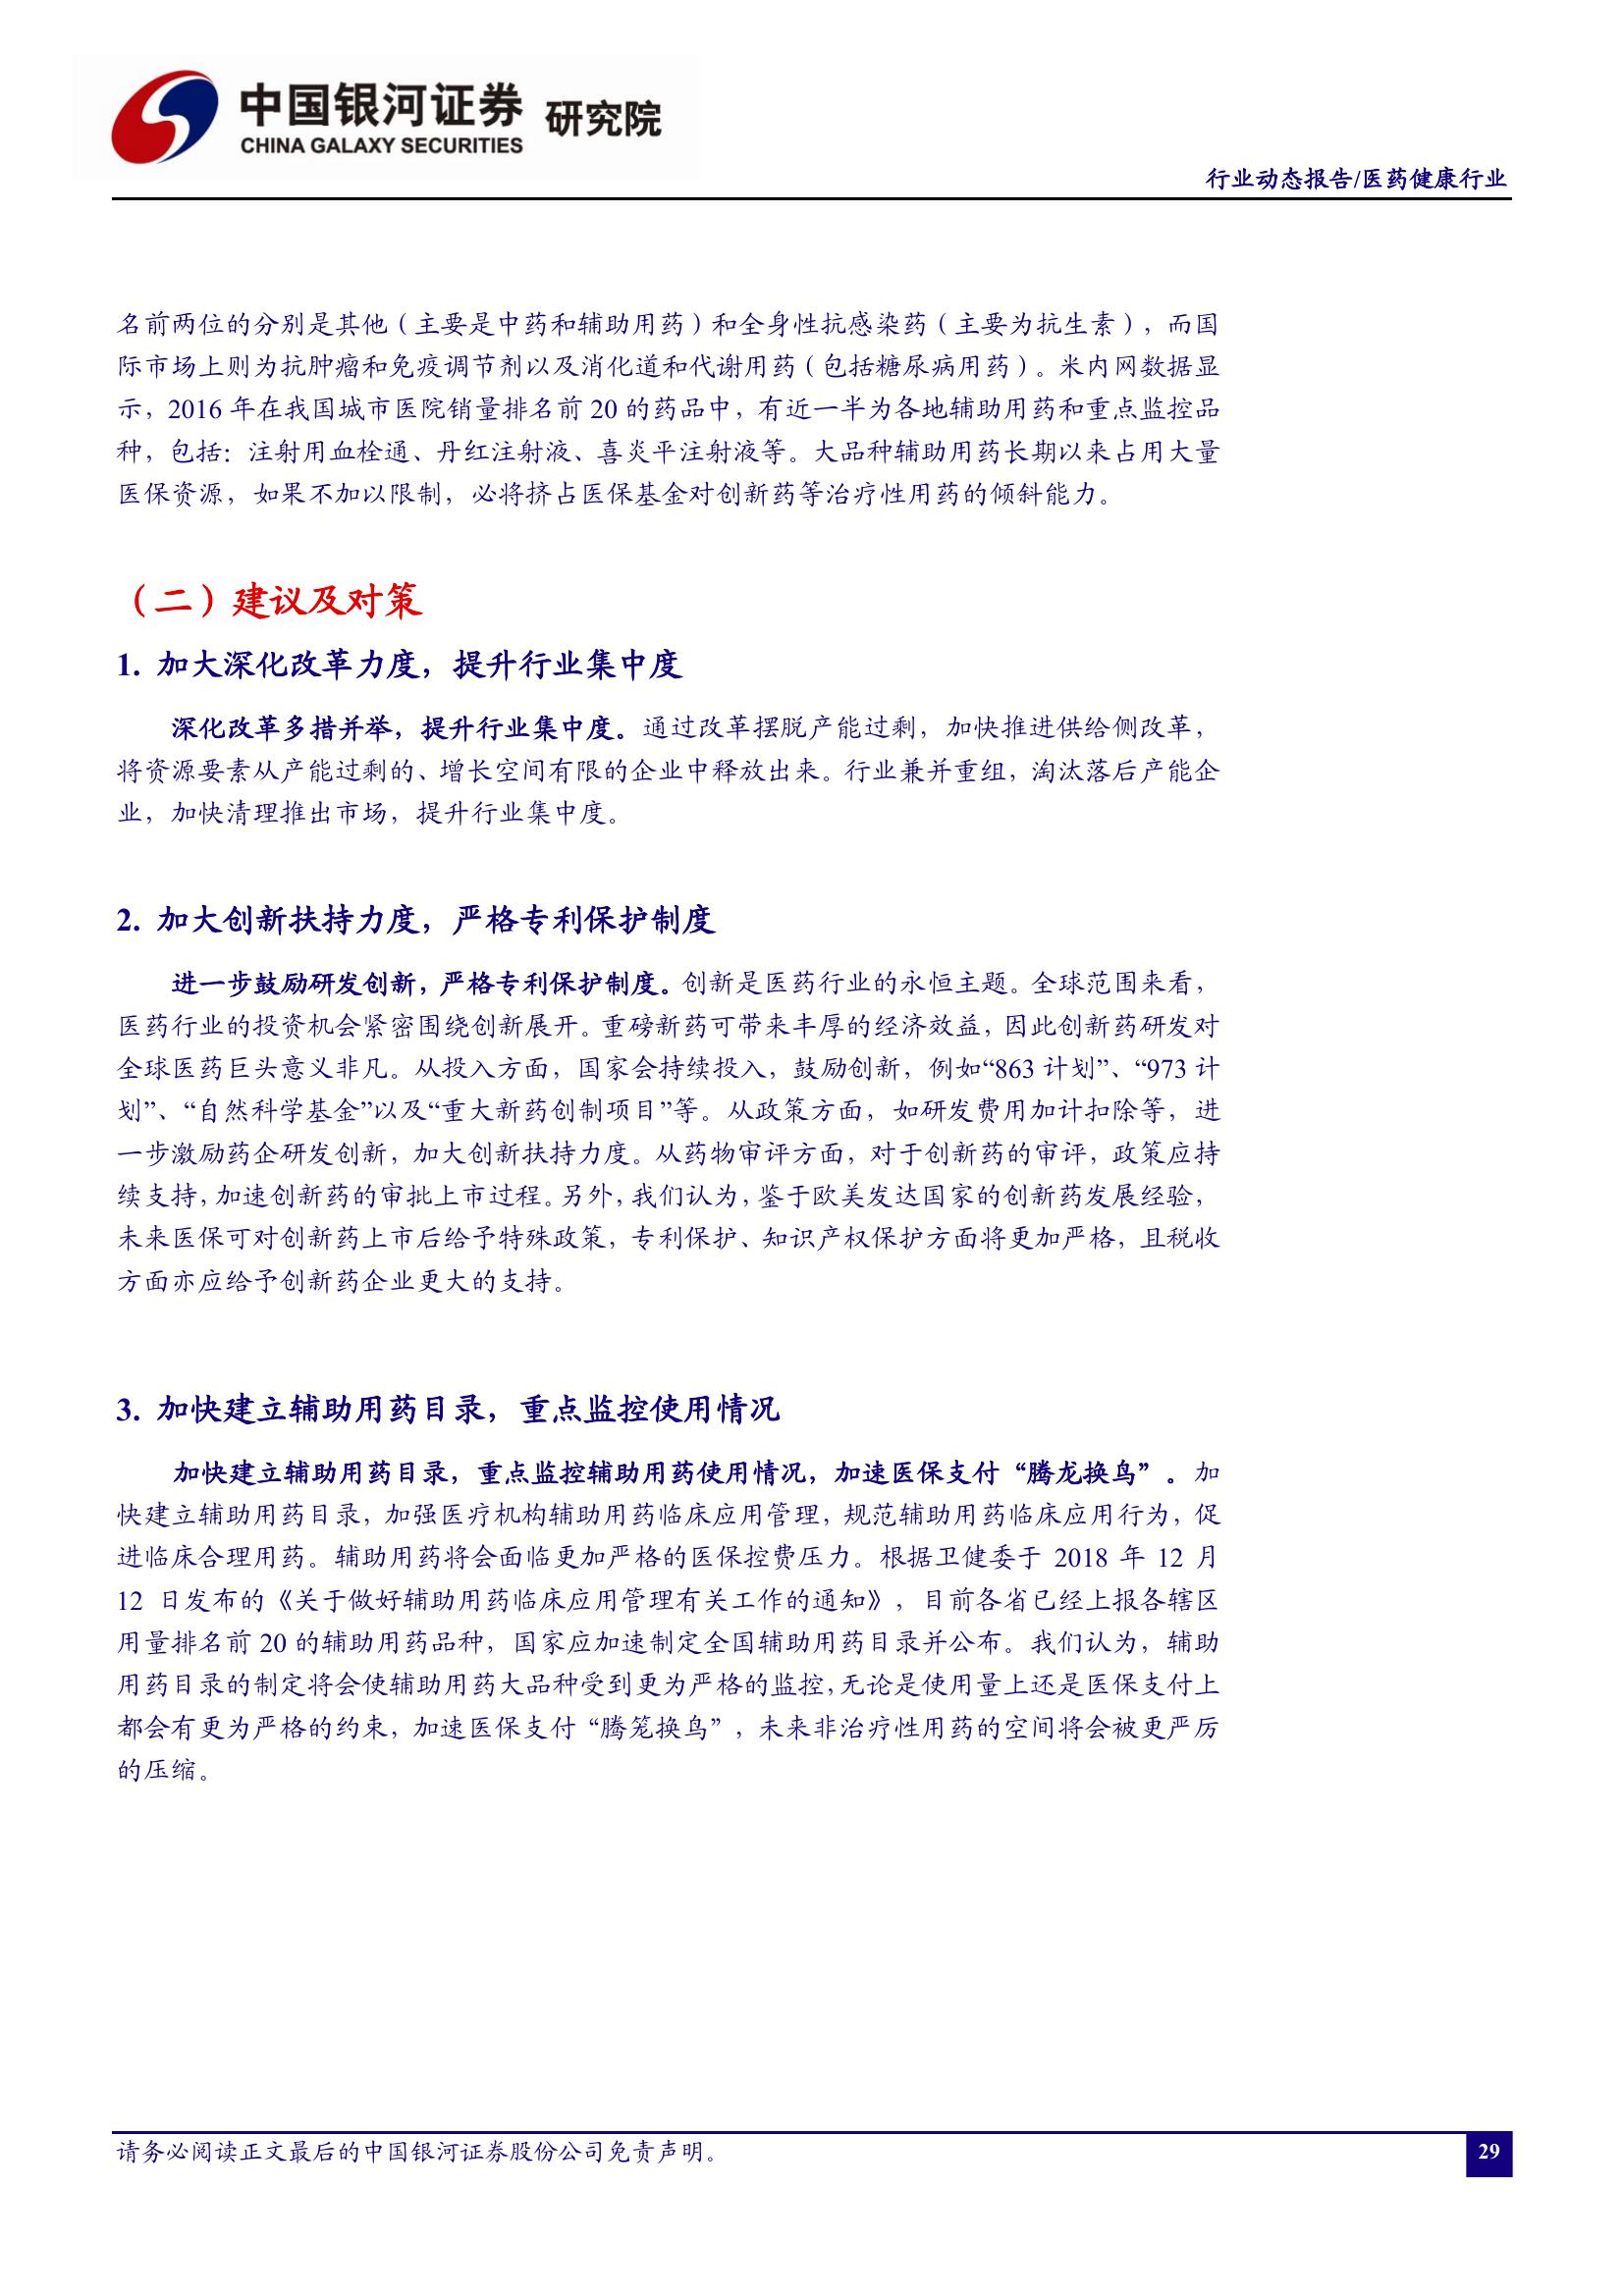 中国银河证券 研究院
CHINA GALAXY SECURITIES
行业动态报告/医药健康行业
名前两位的分别是其他（主要是中药和辅助用药）和全身性抗感染药（主要为抗生素），而国
际市场上则为抗肿瘤和免疫调节剂以及消化道和代谢用药（包括糖尿病用药）。米内网数据显
示，2016 年在我国城市医院销量排名前 20 的药品中，有近一半为各地辅助用药和重点监控品
种，包括：注射用血栓通、丹红注射液、喜炎平注射液等。大品种辅助用药长期以来占用大量
医保资源，如果不加以限制，必将挤占医保基金对创新药等治疗性用药的倾斜能力。
（二）建议及对策
1. 加大深化改革力度，提升行业集中度
深化改革多措并举，提升行业集中度。通过改革摆脱产能过剩，加快推进供给侧改革，
将资源要素从产能过剩的、增长空间有限的企业中释放出来。行业兼并重组，淘汰落后产能企
业，加快清理推出市场，提升行业集中度。
2. 加大创新扶持力度，严格专利保护制度
进一步鼓励研发创新，严格专利保护制度。创新是医药行业的永恒主题。全球范围来看，
医药行业的投资机会紧密围绕创新展开。重磅新药可带来丰厚的经济效益，因此创新药研发对
全球医药巨头意义非凡。从投入方面，国家会持续投入，鼓励创新，例如“863 计划”、“973 计
划”、“自然科学基金”以及“重大新药创制项目”等。从政策方面，如研发费用加计扣除等，进
一步激励药企研发创新，加大创新扶持力度。从药物审评方面，对于创新药的审评，政策应持
续支持，加速创新药的审批上市过程。另外，我们认为，鉴于欧美发达国家的创新药发展经验，
未来医保可对创新药上市后给予特殊政策，专利保护、知识产权保护方面将更加严格，且税收
方面亦应给予创新药企业更大的支持。
3. 加快建立辅助用药目录，重点监控使用情况
加快建立辅助用药目录，重点监控辅助用药使用情况，加速医保支付“腾龙换鸟”。加
快建立辅助用药目录，加强医疗机构辅助用药临床应用管理，规范辅助用药临床应用行为，促
进临床合理用药。辅助用药将会面临更加严格的医保控费压力。根据卫健委于 2018 年 12 月
12 日发布的《关于做好辅助用药临床应用管理有关工作的通知》，目前各省已经上报各辖区
用量排名前 20 的辅助用药品种，国家应加速制定全国辅助用药目录并公布。我们认为，辅助
用药目录的制定将会使辅助用药大品种受到更为严格的监控，无论是使用量上还是医保支付上
都会有更为严格的约束，加速医保支付“腾笼换鸟”，未来非治疗性用药的空间将会被更严厉
的压缩。
请务必阅读正文最后的中国银河证券股份公司免责声明。
29